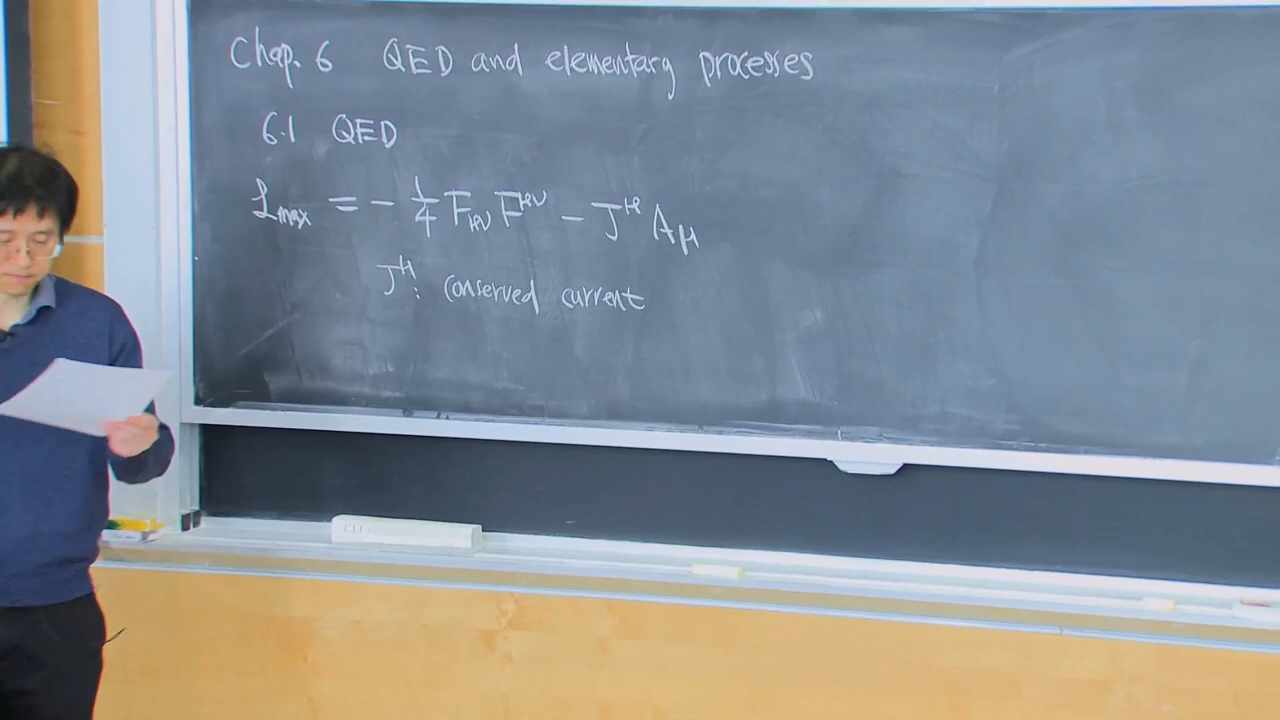 Chap. 6 QED and elementary processes
6.1 QED
ℒ_max = - 1/4 F_μν F^μν - J^μ A_μ
J^μ: conserved current